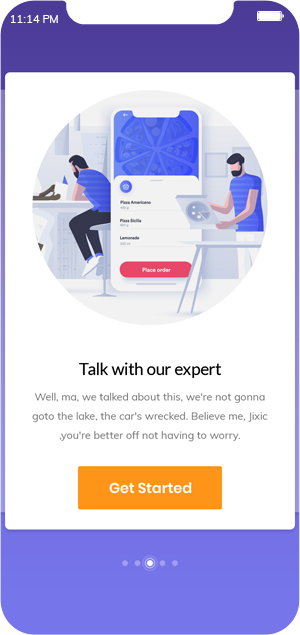 11:14 PM
Pizza Americano
Pizza Sicilia
Lemonade
Place order
Talk with our expert
Well, ma, we talked about this, we're not gonna
goto the lake, the car's wrecked. Believe me, Jixic
,you're better off not having to worry.
Get Started